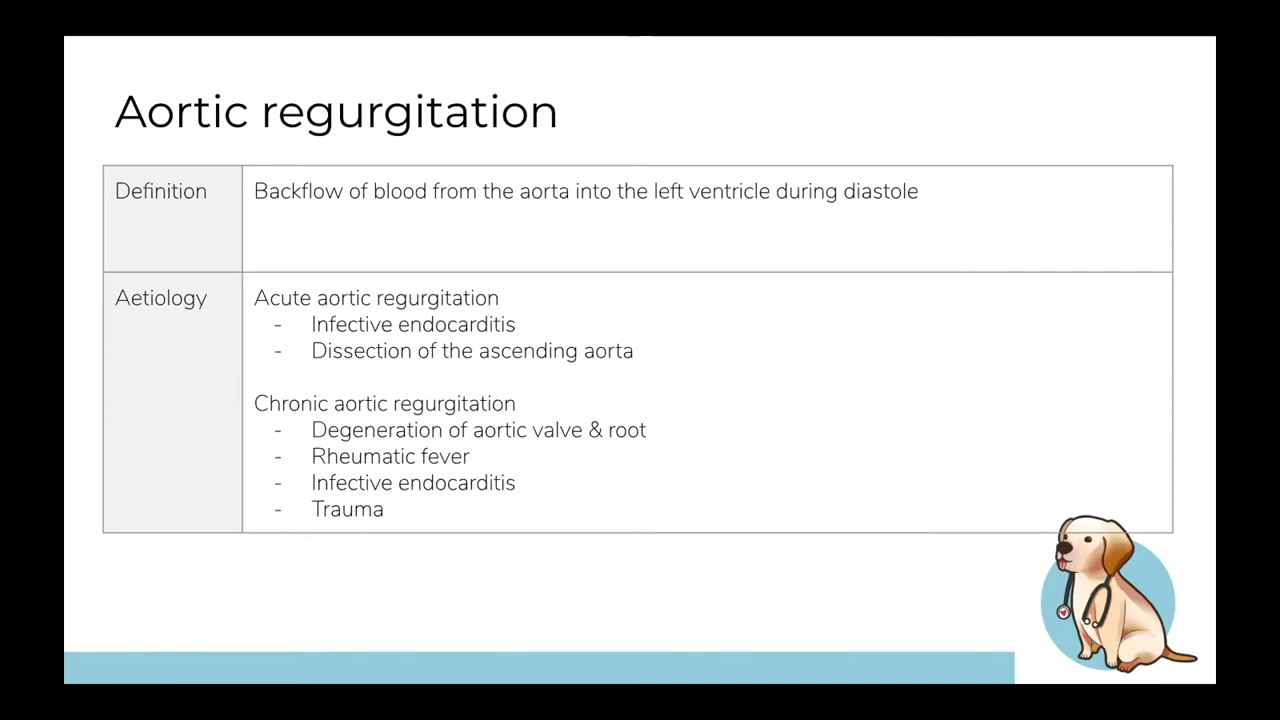 Aortic regurgitation
Definition
Backflow of blood from the aorta into the left ventricle during diastole
Aetiology
Acute aortic regurgitation
- Infective endocarditis
- Dissection of the ascending aorta
Chronic aortic regurgitation
- Degeneration of aortic valve & root
- Rheumatic fever
- Infective endocarditis
- Trauma